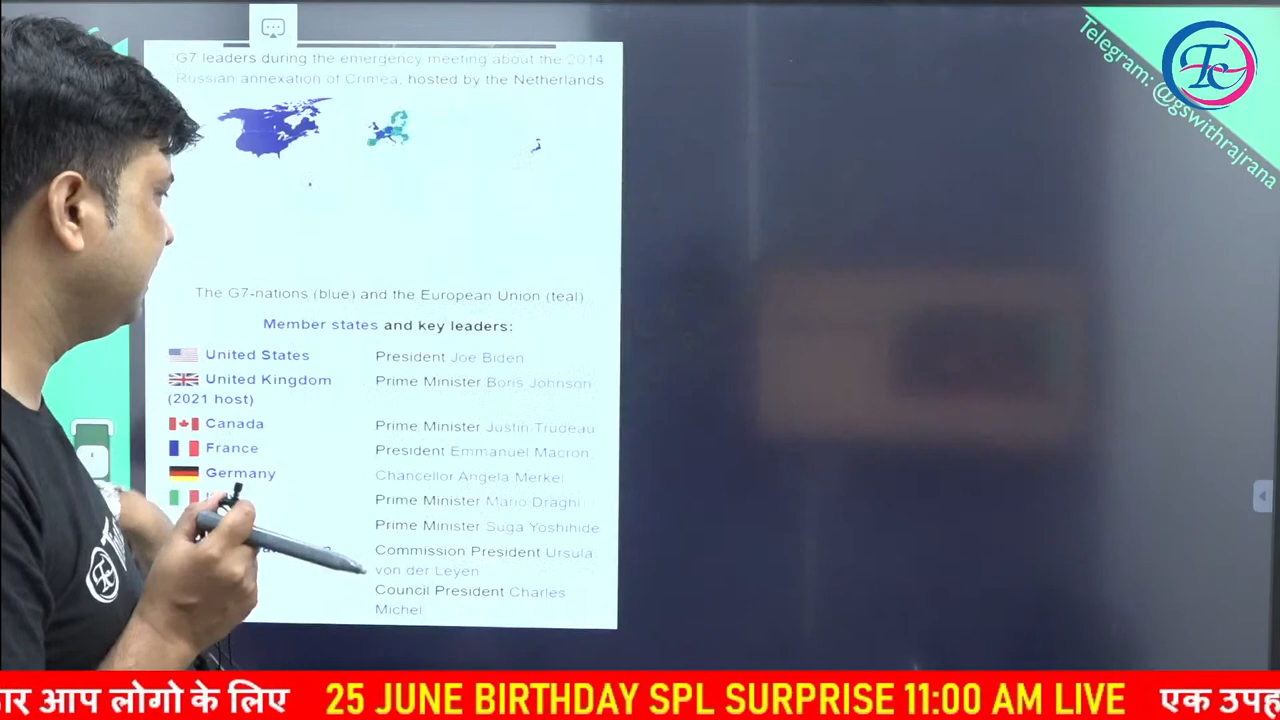 G7 leaders during the emergency meeting about the 2014
Russian annexation of Crimea, hosted by the Netherlands
The G7-nations (blue) and the European Union (teal)
Member states and key leaders:
United States President Joe Biden
United Kingdom Prime Minister Boris Johnson
(2021 host)
Canada Prime Minister Justin Trudeau
France President Emmanuel Macron
Germany Chancellor Angela Merkel
Prime Minister Mario Draghi
Prime Minister Suga Yoshihide
Commission President Ursula
von der Leyen
Council President Charles
Michel
Telegram: @gswithrajrana
Tc
आप लोगो के लिए 25 JUNE BIRTHDAY SPL SURPRISE 11:00 AM LIVE एक